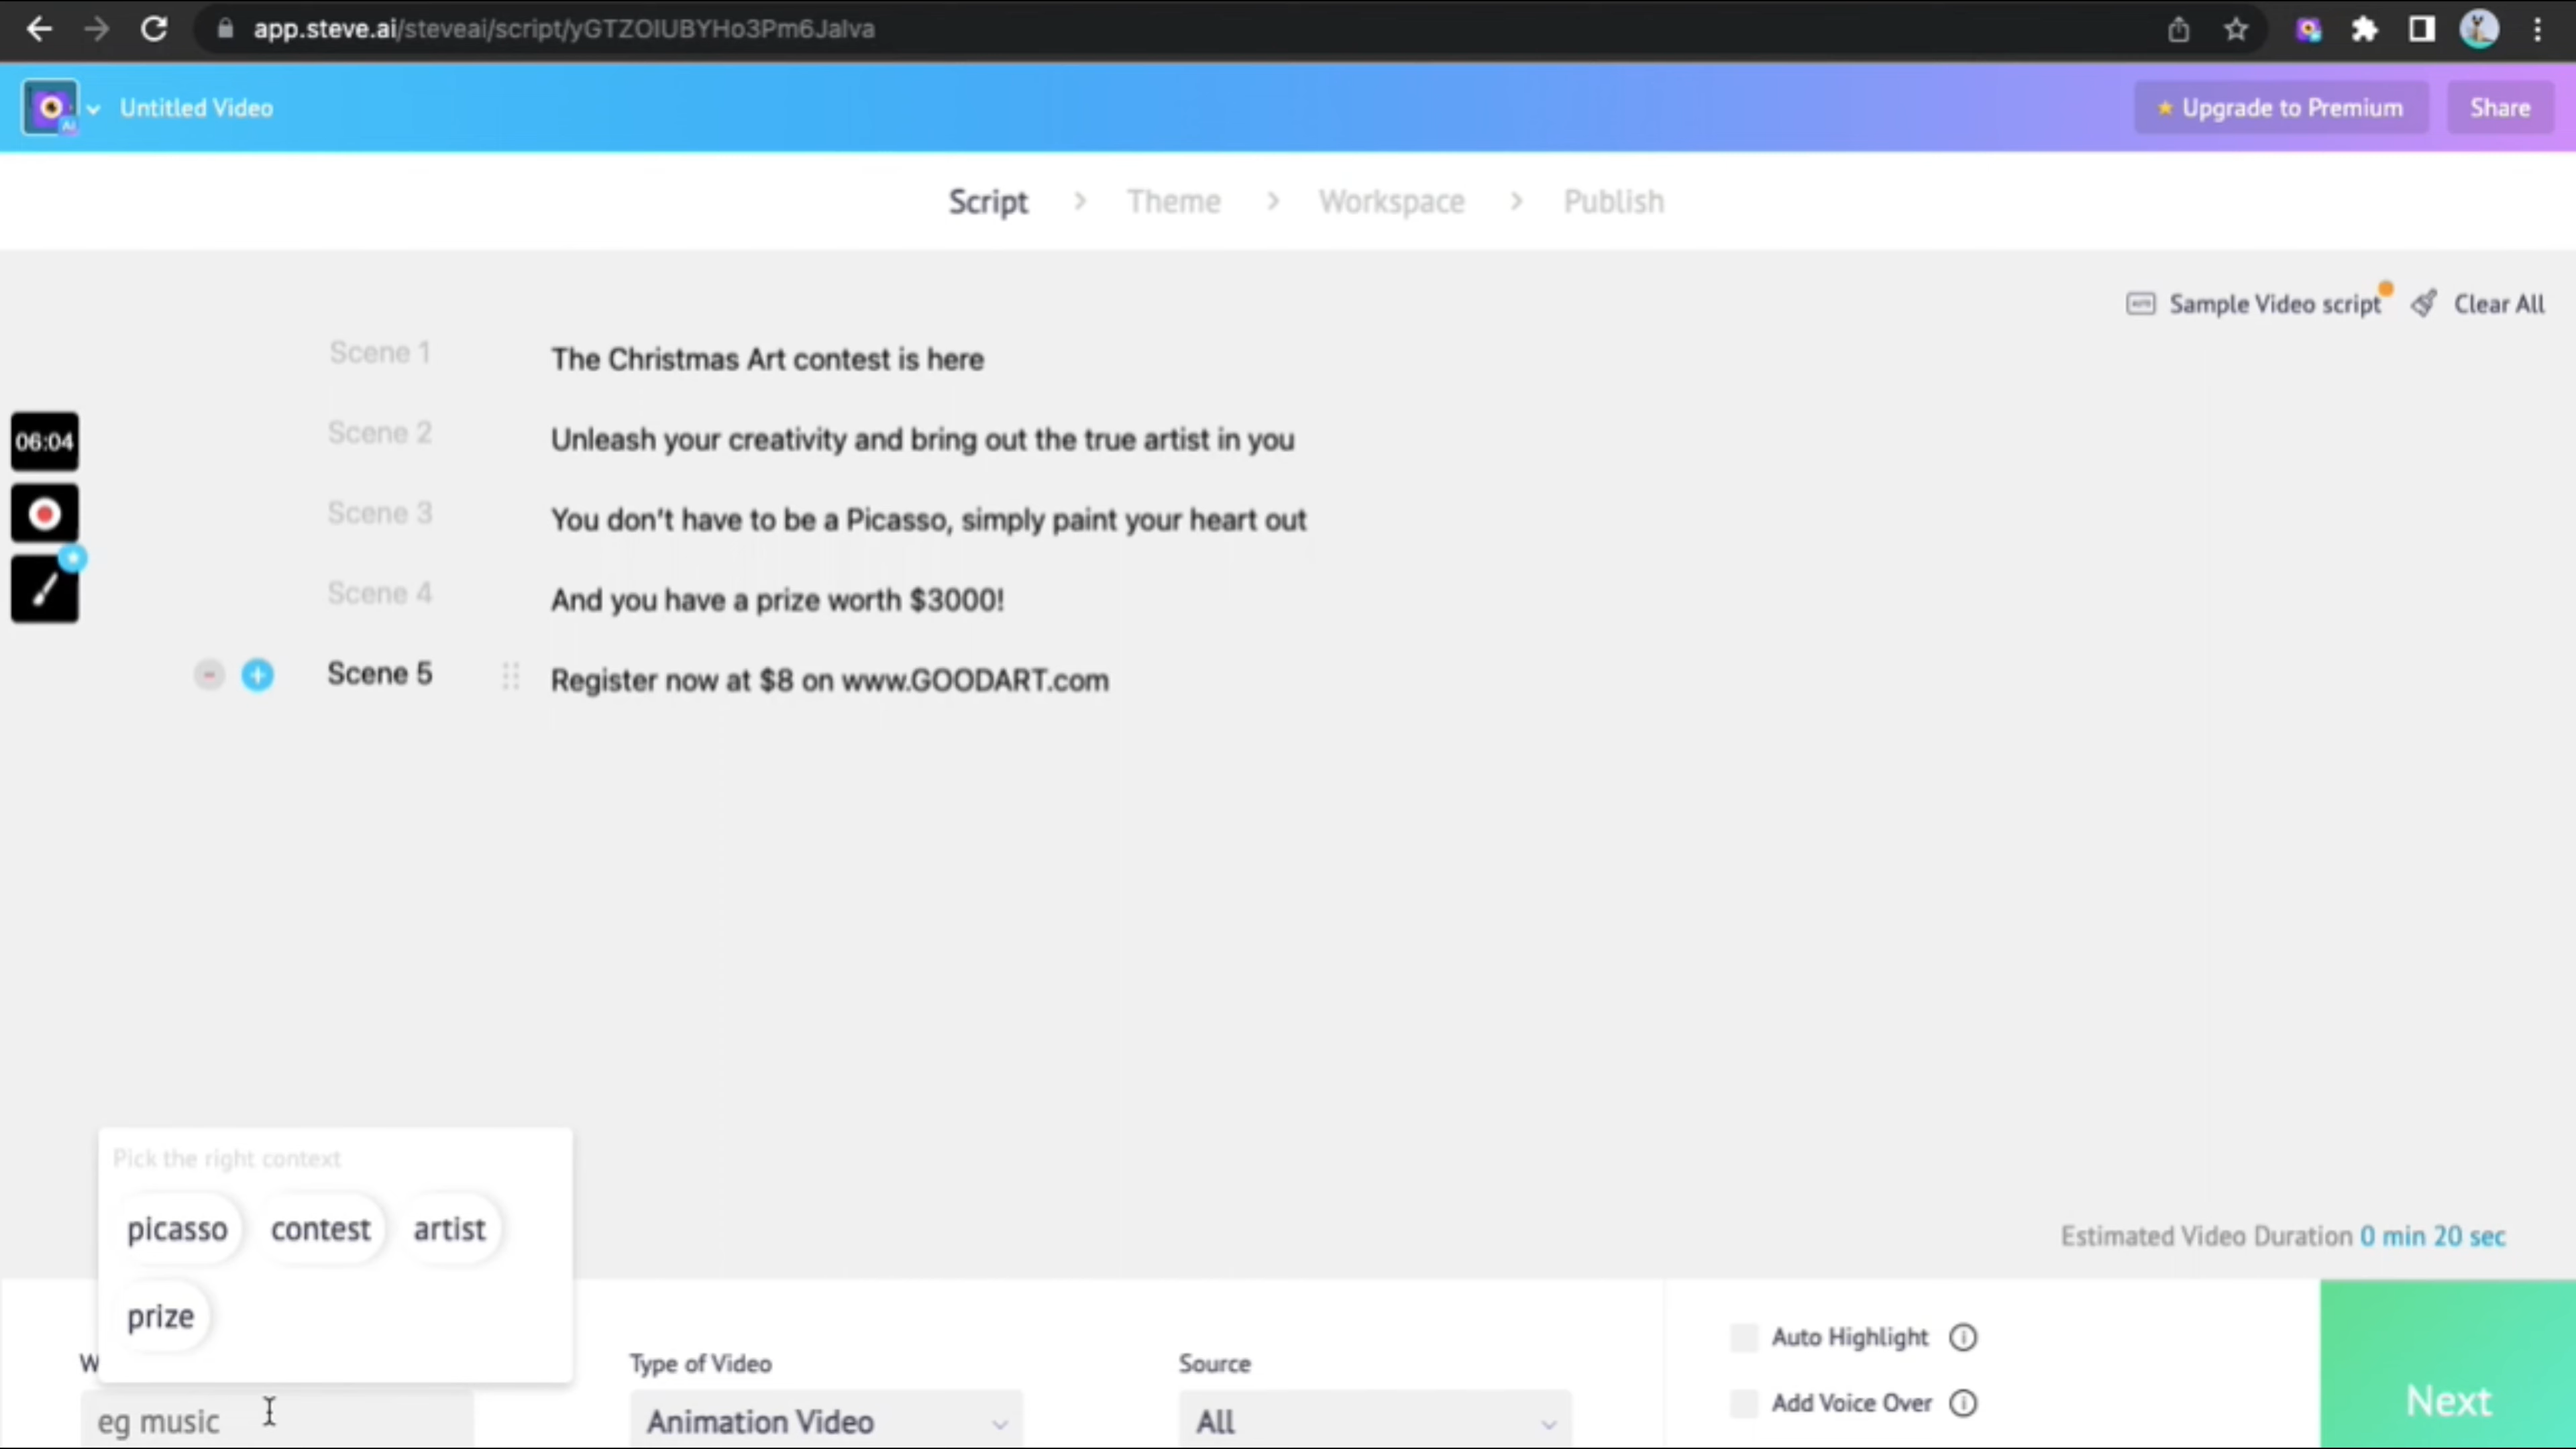 app.steve.ai/steveai/script/yGTZOIUBYHo3Pm6Jalva
AI
Untitled Video
Upgrade to Premium
Share
Script
Theme
Workspace
Publish
Sample Video script
Clear All
Scene 1
The Christmas Art contest is here
Scene 2
Unleash your creativity and bring out the true artist in you
Scene 3
You don't have to be a Picasso, simply paint your heart out
Scene 4
And you have a prize worth $3000!
Scene 5
Register now at $8 on www.GOODART.com
06:04
Pick the right context
picasso
contest
artist
prize
Estimated Video Duration 0 min 20 sec
W
eg music
Type of Video
Animation Video
Source
All
Auto Highlight
Add Voice Over
Next